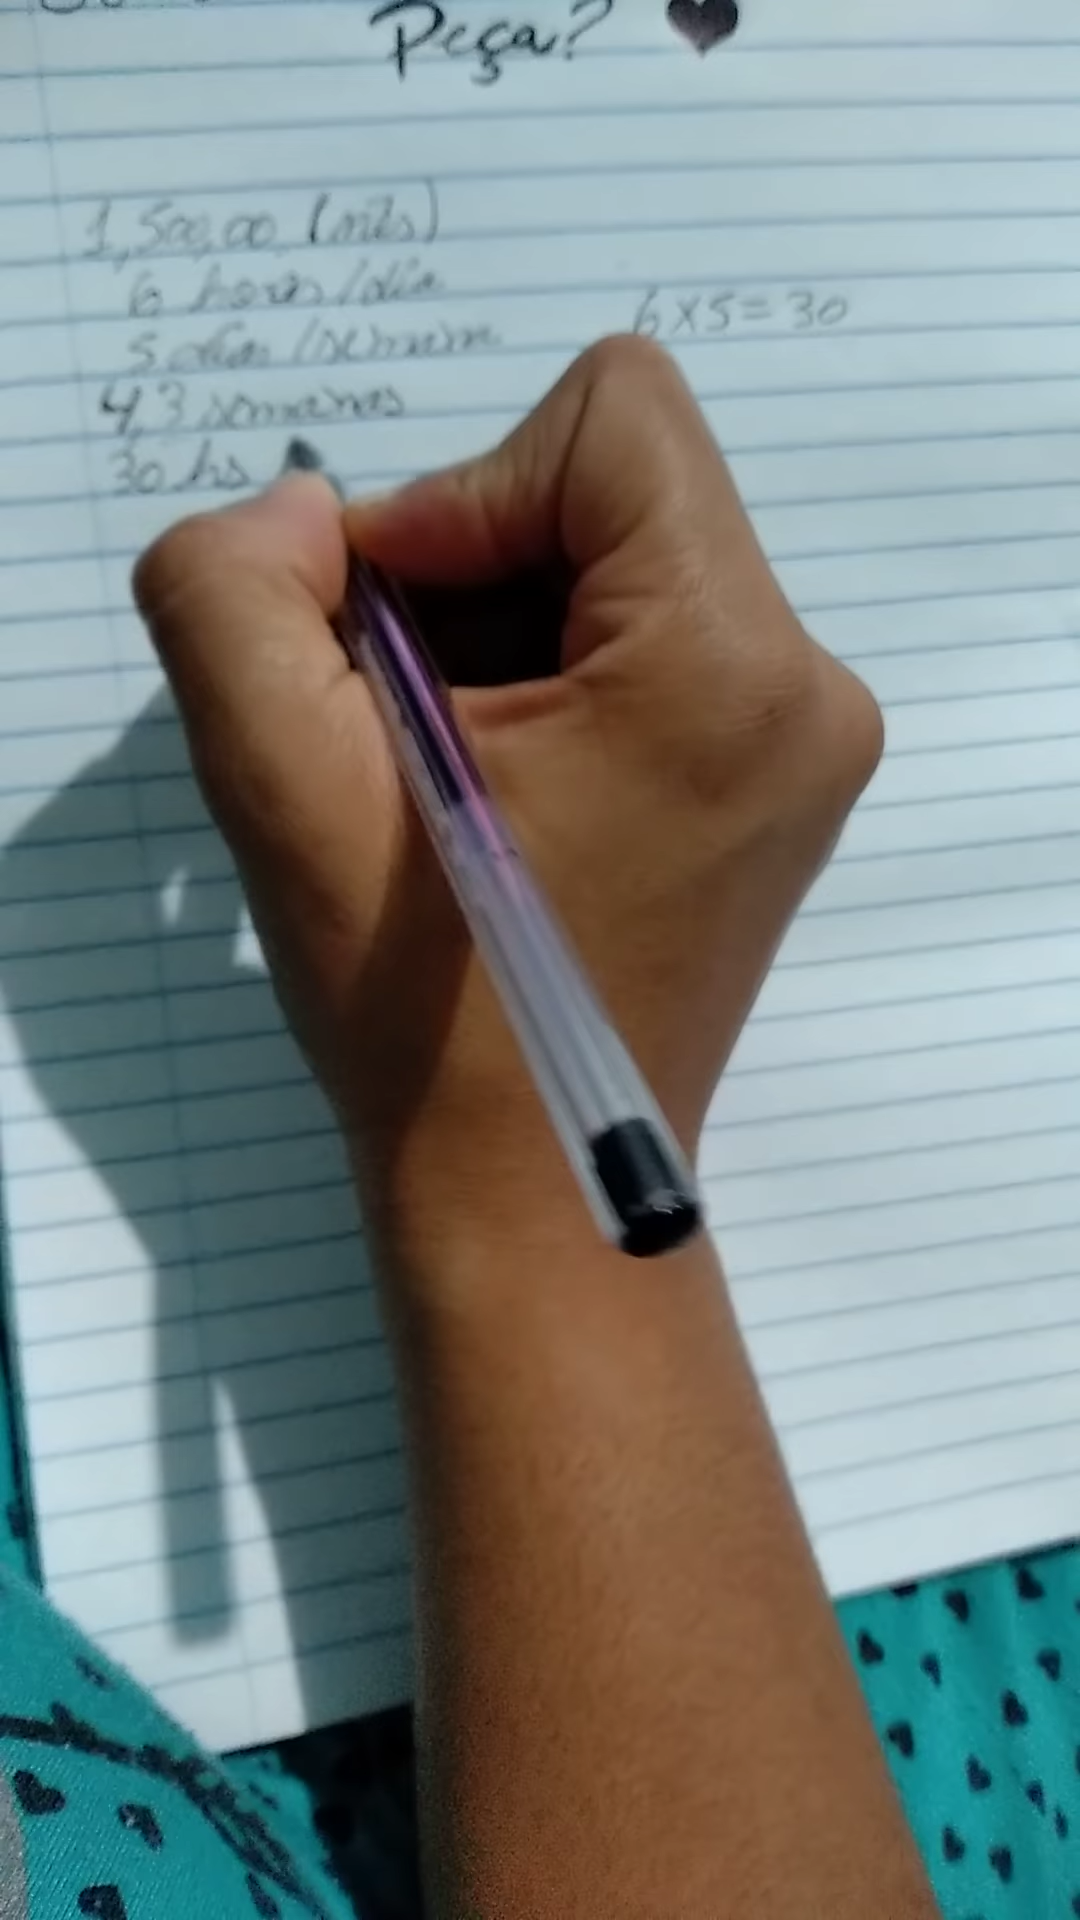 Peça?
1,500,00 (mês)
6 horas/dia
5 dias/semana
6x5=30
4,3 semanas
30 hs